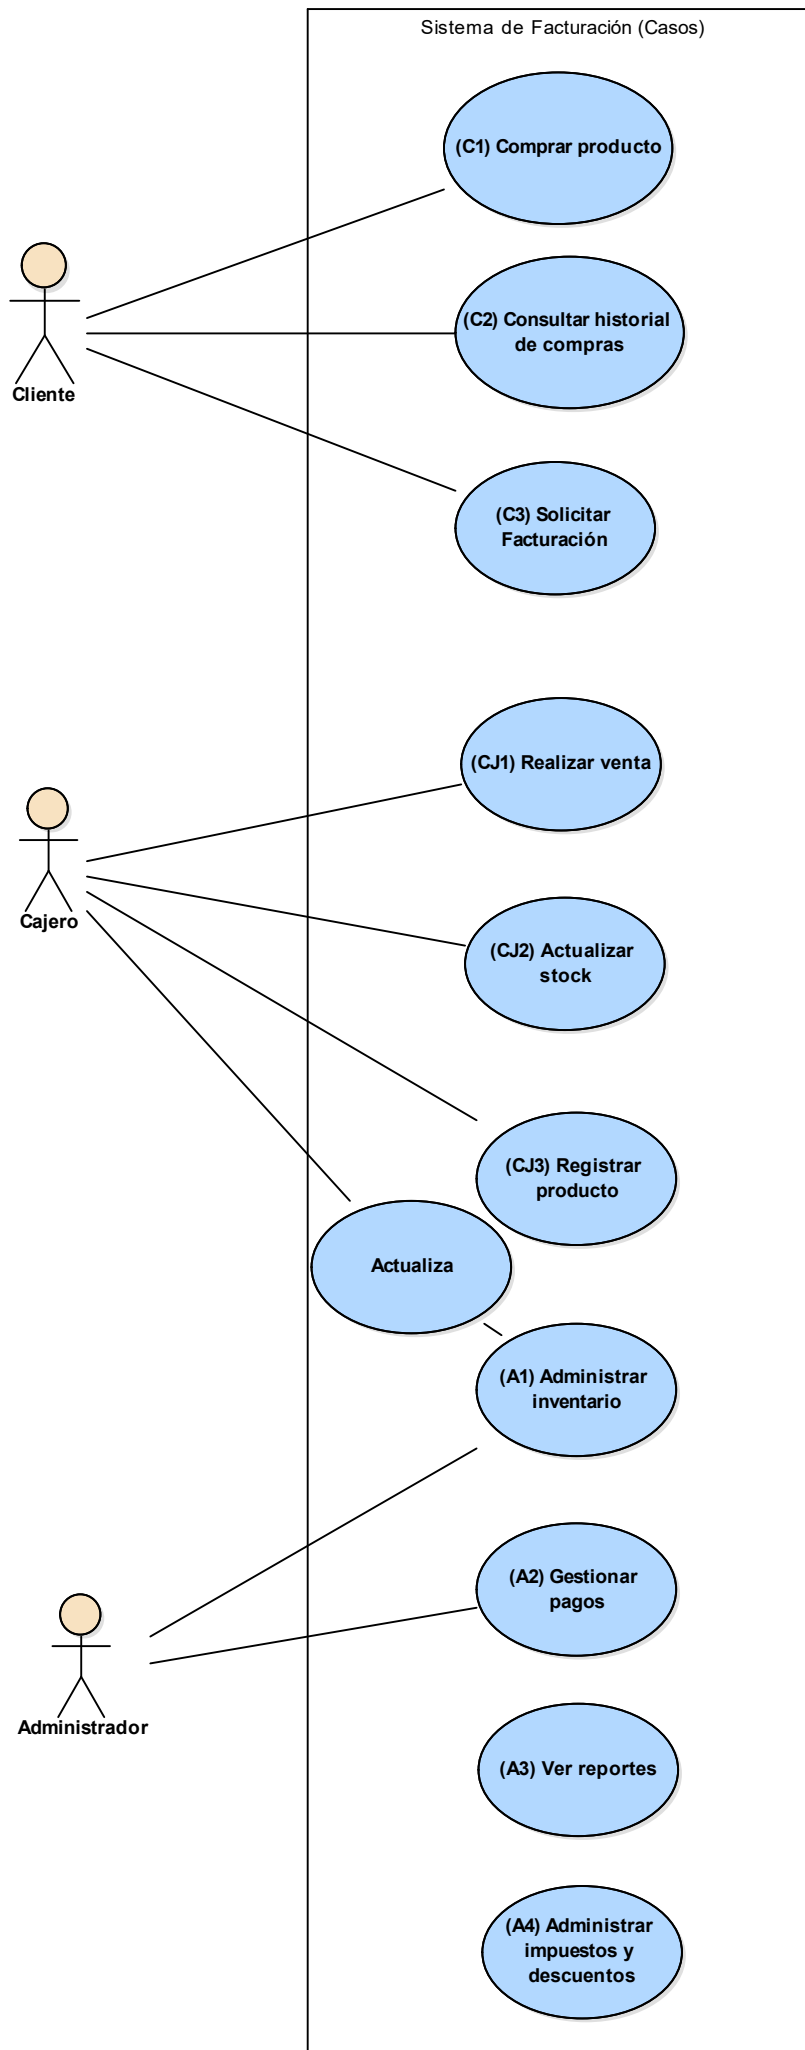 Sistema de Facturación (Casos)
(C1) Comprar producto
(C2) Consultar historial
de compras
Cliente
(C3) Solicitar
Facturación
(CJ1) Realizar venta
Cajero
(CJ2) Actualizar
stock
(CJ3) Registrar
producto
Actualiza
(A1) Administrar
inventario
(A2) Gestionar
pagos
Administrador
(A3) Ver reportes
(A4) Administrar
impuestos y
descuentos